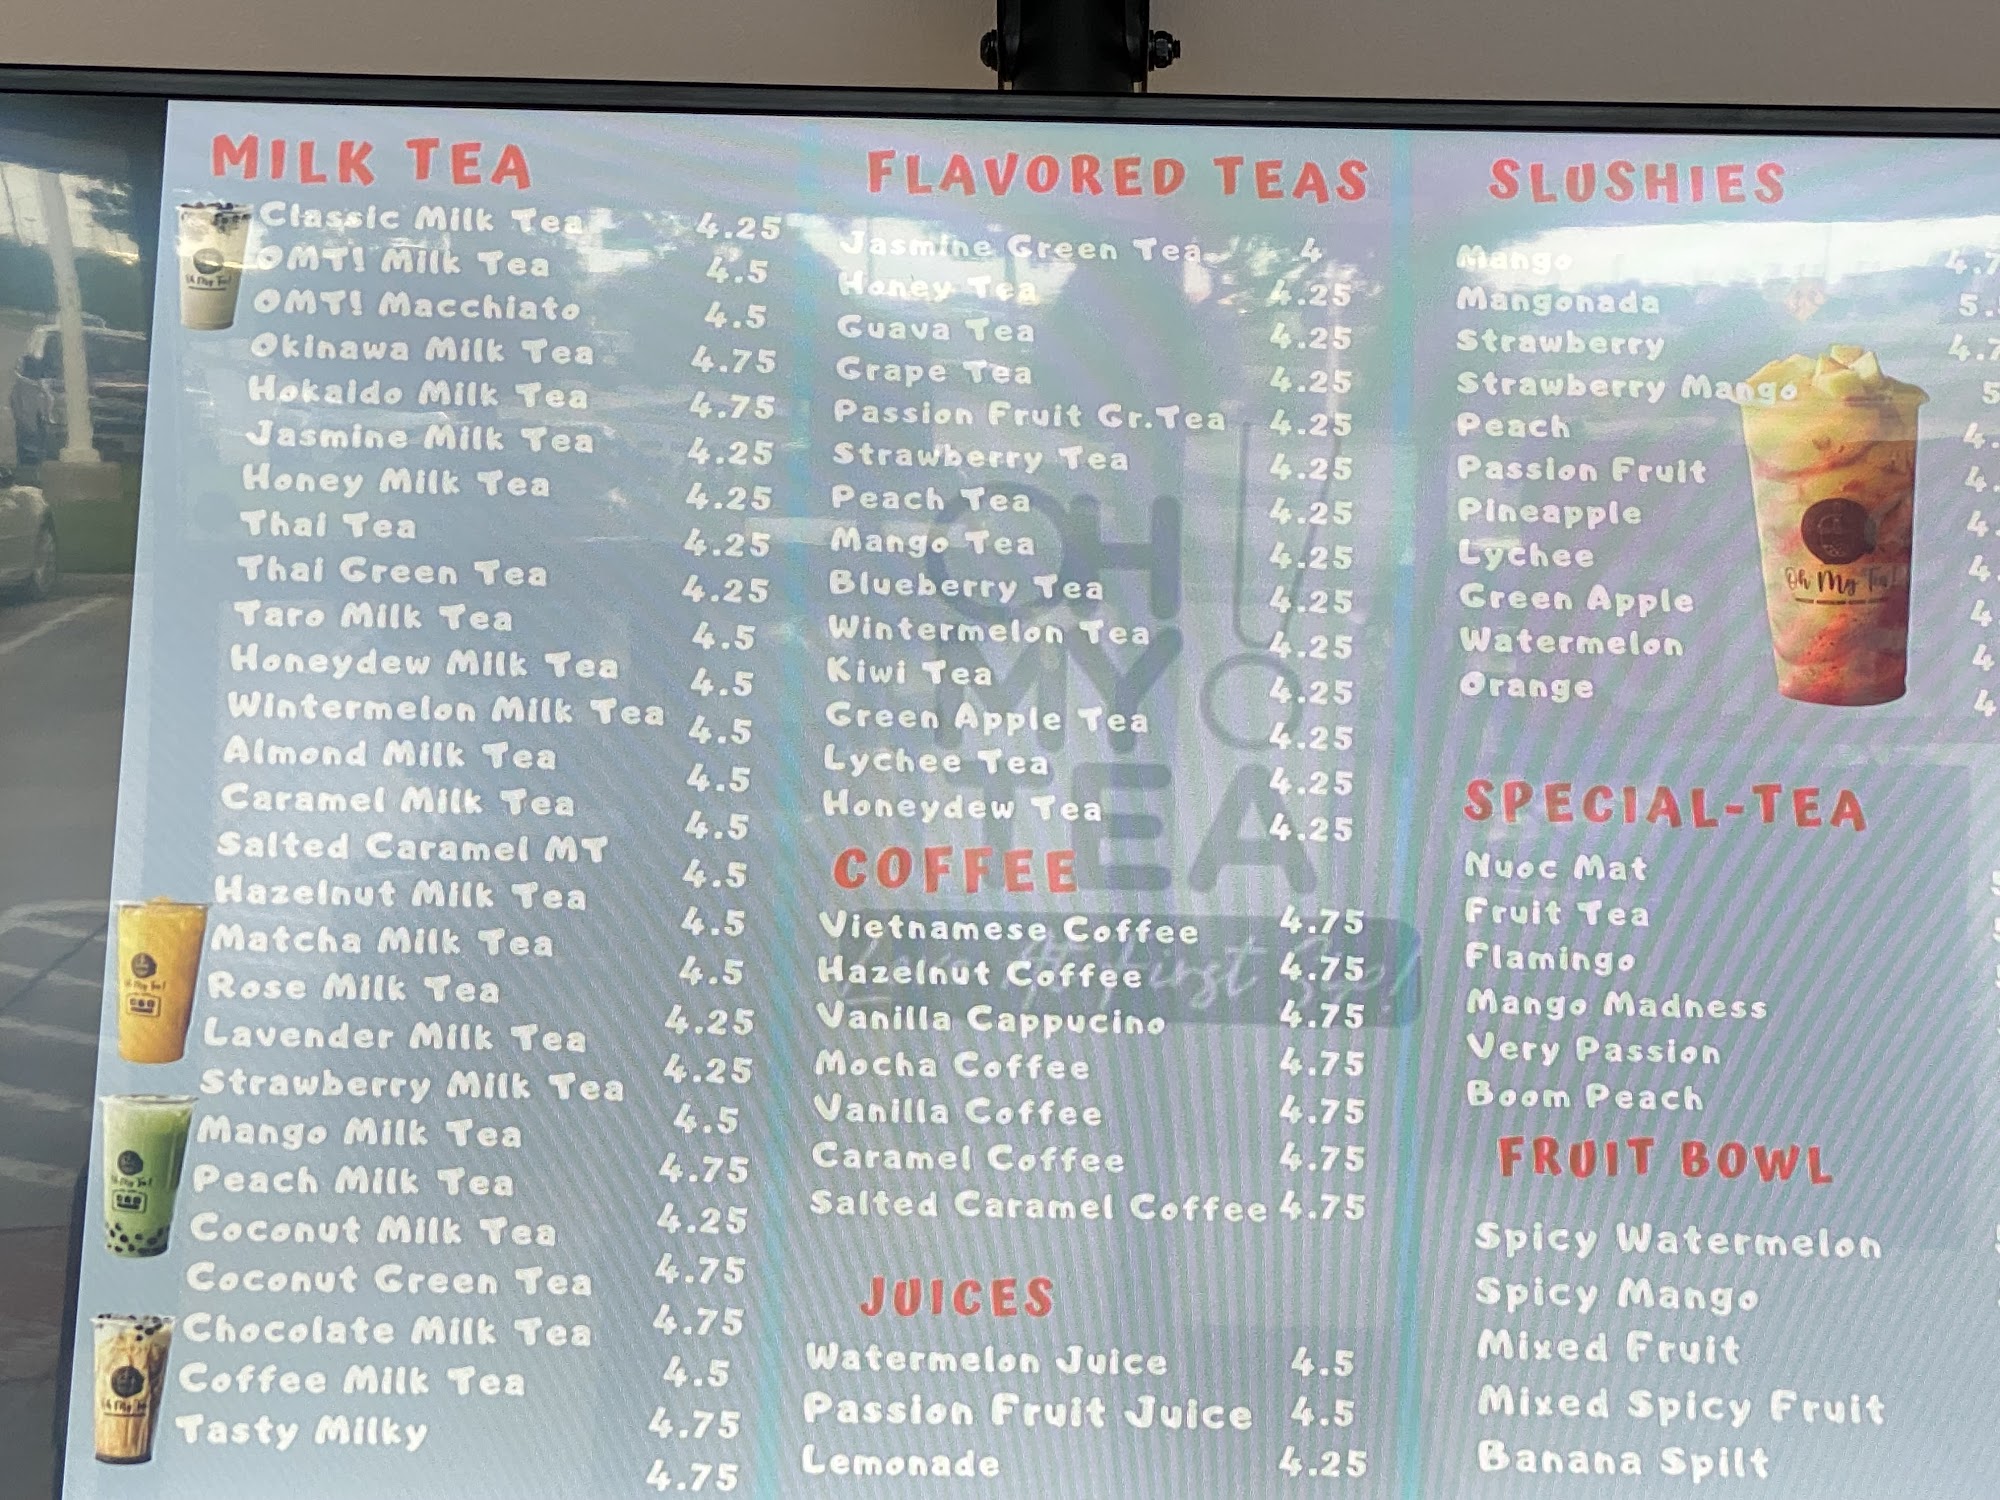 MILK TEA
Classic Milk Tea 4.25
OMT! Milk Tea 4.5
OMT! Macchiato 4.5
Okinawa Milk Tea 4.75
Hokaido Milk Tea 4.75
Jasmine Milk Tea 4.25
Honey Milk Tea 4.25
Thai Tea 4.25
Thai Green Tea 4.25
Taro Milk Tea 4.5
Honeydew Milk Tea 4.5
Wintermelon Milk Tea 4.5
Almond Milk Tea 4.5
Caramel Milk Tea 4.5
Salted Caramel MT 4.5
Hazelnut Milk Tea 4.5
Matcha Milk Tea 4.5
Rose Milk Tea 4.25
Lavender Milk Tea 4.25
Strawberry Milk Tea 4.5
Mango Milk Tea 4.75
Peach Milk Tea 4.25
Coconut Milk Tea 4.75
Coconut Green Tea 4.75
Chocolate Milk Tea 4.5
Coffee Milk Tea 4.75
Tasty Milky 4.75
FLAVORED TEAS
Jasmine Green Tea 4
Honey Tea 4.25
Guava Tea 4.25
Grape Tea 4.25
Passion Fruit Gr.Tea 4.25
Strawberry Tea 4.25
Peach Tea 4.25
Mango Tea 4.25
Blueberry Tea 4.25
Wintermelon Tea 4.25
Kiwi Tea 4.25
Green Apple Tea 4.25
Lychee Tea 4.25
Honeydew Tea 4.25
COFFEE
Vietnamese Coffee 4.75
Hazelnut Coffee 4.75
Vanilla Cappucino 4.75
Mocha Coffee 4.75
Vanilla Coffee 4.75
Caramel Coffee 4.75
Salted Caramel Coffee 4.75
JUICES
Watermelon Juice 4.5
Passion Fruit Juice 4.5
Lemonade 4.25
OH
MY
TEA
Love At First Sip!
SLUSHIES
Mango
Mangonada
Strawberry
Strawberry Mango
Peach
Passion Fruit
Pineapple
Lychee
Green Apple
Watermelon
Orange
Oh My Tea!
SPECIAL-TEA
Nuoc Mat
Fruit Tea
Flamingo
Mango Madness
Very Passion
Boom Peach
FRUIT BOWL
Spicy Watermelon
Spicy Mango
Mixed Fruit
Mixed Spicy Fruit
Banana Spilt